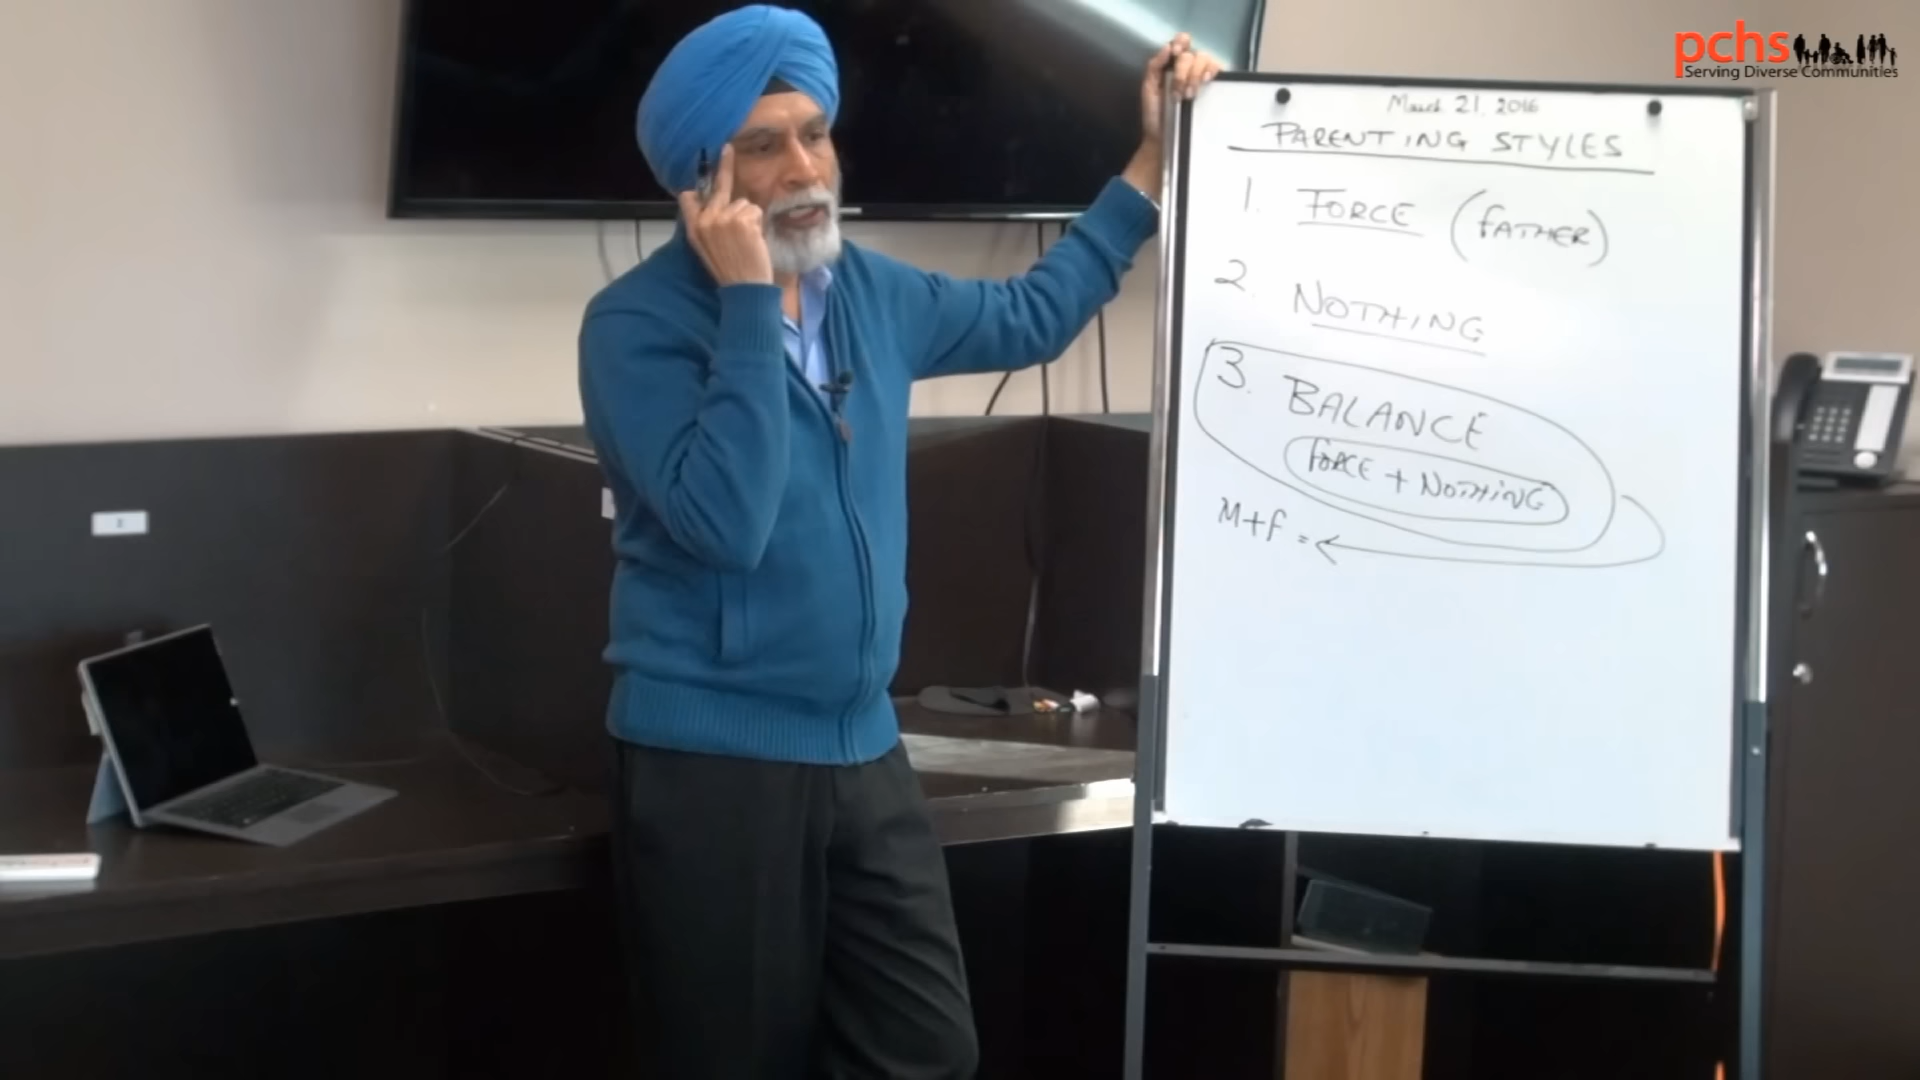 pchs
Serving Diverse Communities
March 21, 2016
PARENTING STYLES
1. FORCE (FATHER)
2. NOTHING
3. BALANCE
FORCE + NOTHING
M+F =